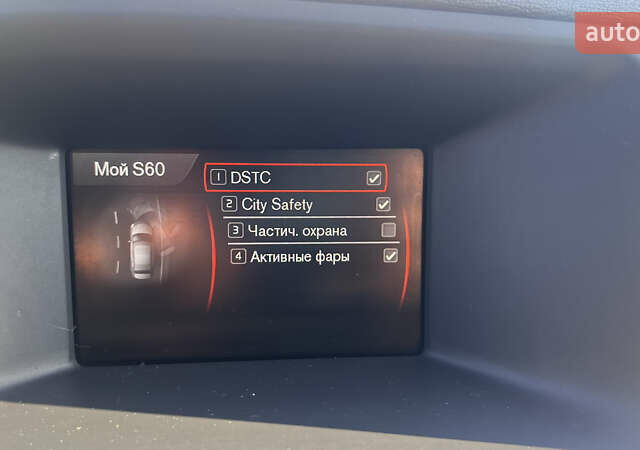 auto
Мой S60
1 DSTC
2 City Safety
3 Частич. охрана
4 Активные фары